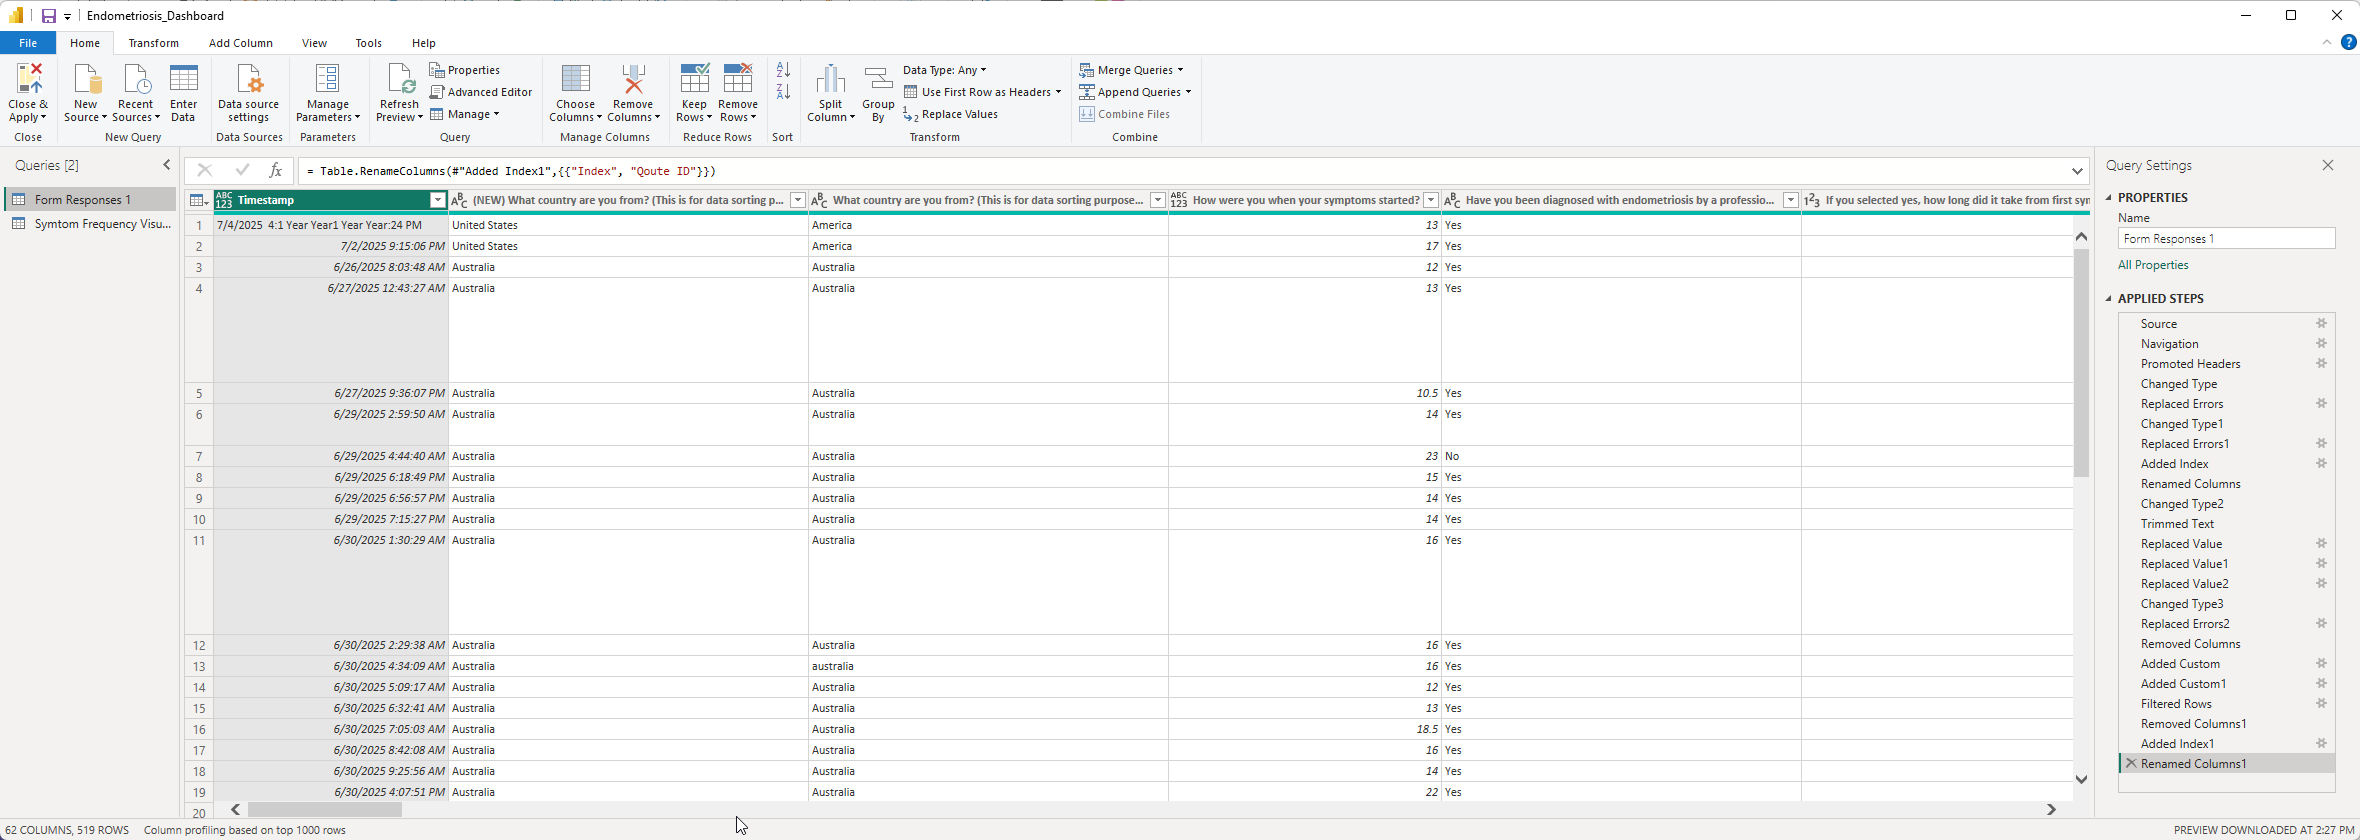 Endometriosis_Dashboard
File Home Transform Add Column View Tools Help
Close & Apply
New Source
Recent Sources
Enter Data
Data source settings
Manage Parameters
Refresh Preview
Properties
Advanced Editor
Manage
Choose Columns
Remove Columns
Keep Rows
Remove Rows
Split Column
Group By
Data Type: Any
Use First Row as Headers
Replace Values
Merge Queries
Append Queries
Combine Files
Close New Query Data Sources Parameters Query Manage Columns Reduce Rows Sort Transform Combine
Queries [2]
Form Responses 1
Symtom Frequency Visu...
fx = Table.RenameColumns(#"Added Index1",{{"Index", "Qoute ID"}})
ABC 123 Timestamp ABC (NEW) What country are you from? (This is for data sorting p... ABC What country are you from? (This is for data sorting purpose... ABC 123 How were you when your symptoms started? ABC Have you been diagnosed with endometriosis by a professio... 123 If you selected yes, how long did it take from first syn
1 7/4/2025 4:1 Year Year1 Year Year:24 PM United States America 13 Yes
2 7/2/2025 9:15:06 PM United States America 17 Yes
3 6/26/2025 8:03:48 AM Australia Australia 12 Yes
4 6/27/2025 12:43:27 AM Australia Australia 13 Yes
5 6/27/2025 9:36:07 PM Australia Australia 10.5 Yes
6 6/29/2025 2:59:50 AM Australia Australia 14 Yes
7 6/29/2025 4:44:40 AM Australia Australia 23 No
8 6/29/2025 6:18:49 PM Australia Australia 15 Yes
9 6/29/2025 6:56:57 PM Australia Australia 14 Yes
10 6/29/2025 7:15:27 PM Australia Australia 14 Yes
11 6/30/2025 1:30:29 AM Australia Australia 16 Yes
12 6/30/2025 2:29:38 AM Australia Australia 16 Yes
13 6/30/2025 4:34:09 AM Australia australia 16 Yes
14 6/30/2025 5:09:17 AM Australia Australia 12 Yes
15 6/30/2025 6:32:41 AM Australia Australia 13 Yes
16 6/30/2025 7:05:03 AM Australia Australia 18.5 Yes
17 6/30/2025 8:42:08 AM Australia Australia 16 Yes
18 6/30/2025 9:25:56 AM Australia Australia 14 Yes
19 6/30/2025 4:07:51 PM Australia Australia 22 Yes
20
Query Settings
PROPERTIES
Name
Form Responses 1
All Properties
APPLIED STEPS
Source
Navigation
Promoted Headers
Changed Type
Replaced Errors
Changed Type1
Replaced Errors1
Added Index
Renamed Columns
Changed Type2
Trimmed Text
Replaced Value
Replaced Value1
Replaced Value2
Changed Type3
Replaced Errors2
Removed Columns
Added Custom
Added Custom1
Filtered Rows
Removed Columns1
Added Index1
Renamed Columns1
62 COLUMNS, 519 ROWS Column profiling based on top 1000 rows
PREVIEW DOWNLOADED AT 2:27 PM